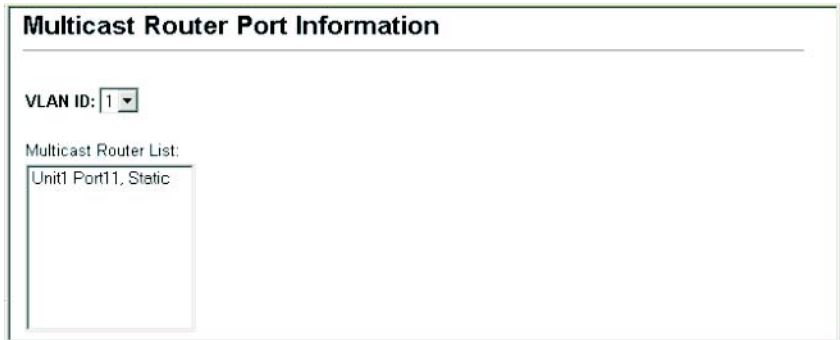 Multicast Router Port Information
VLAN ID: 1
Multicast Router List:
Unit1 Port11, Static